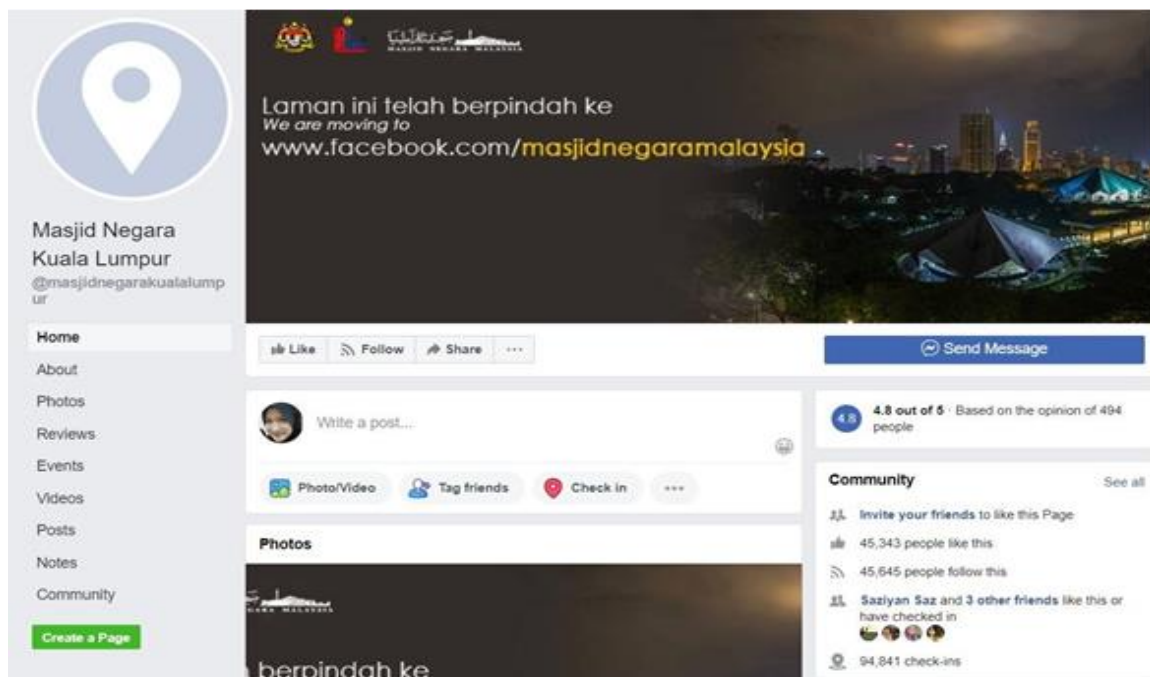 MASJID NEGARA MALAYSIA
Laman ini telah berpindah ke
We are moving to
www.facebook.com/masjidnegaramalaysia
Masjid Negara
Kuala Lumpur
@masjidnegarakualalump
ur
Home
About
Photos
Reviews
Events
Videos
Posts
Notes
Community
Create a Page
Like
Follow
Share
Send Message
Write a post...
Photo/Video
Tag friends
Check in
Photos
berpindah ke
4.8
4.8 out of 5 · Based on the opinion of 494
people
Community
See all
Invite your friends to like this Page
45,343 people like this
45,645 people follow this
Saziyan Saz and 3 other friends like this or
have checked in
94,841 check-ins